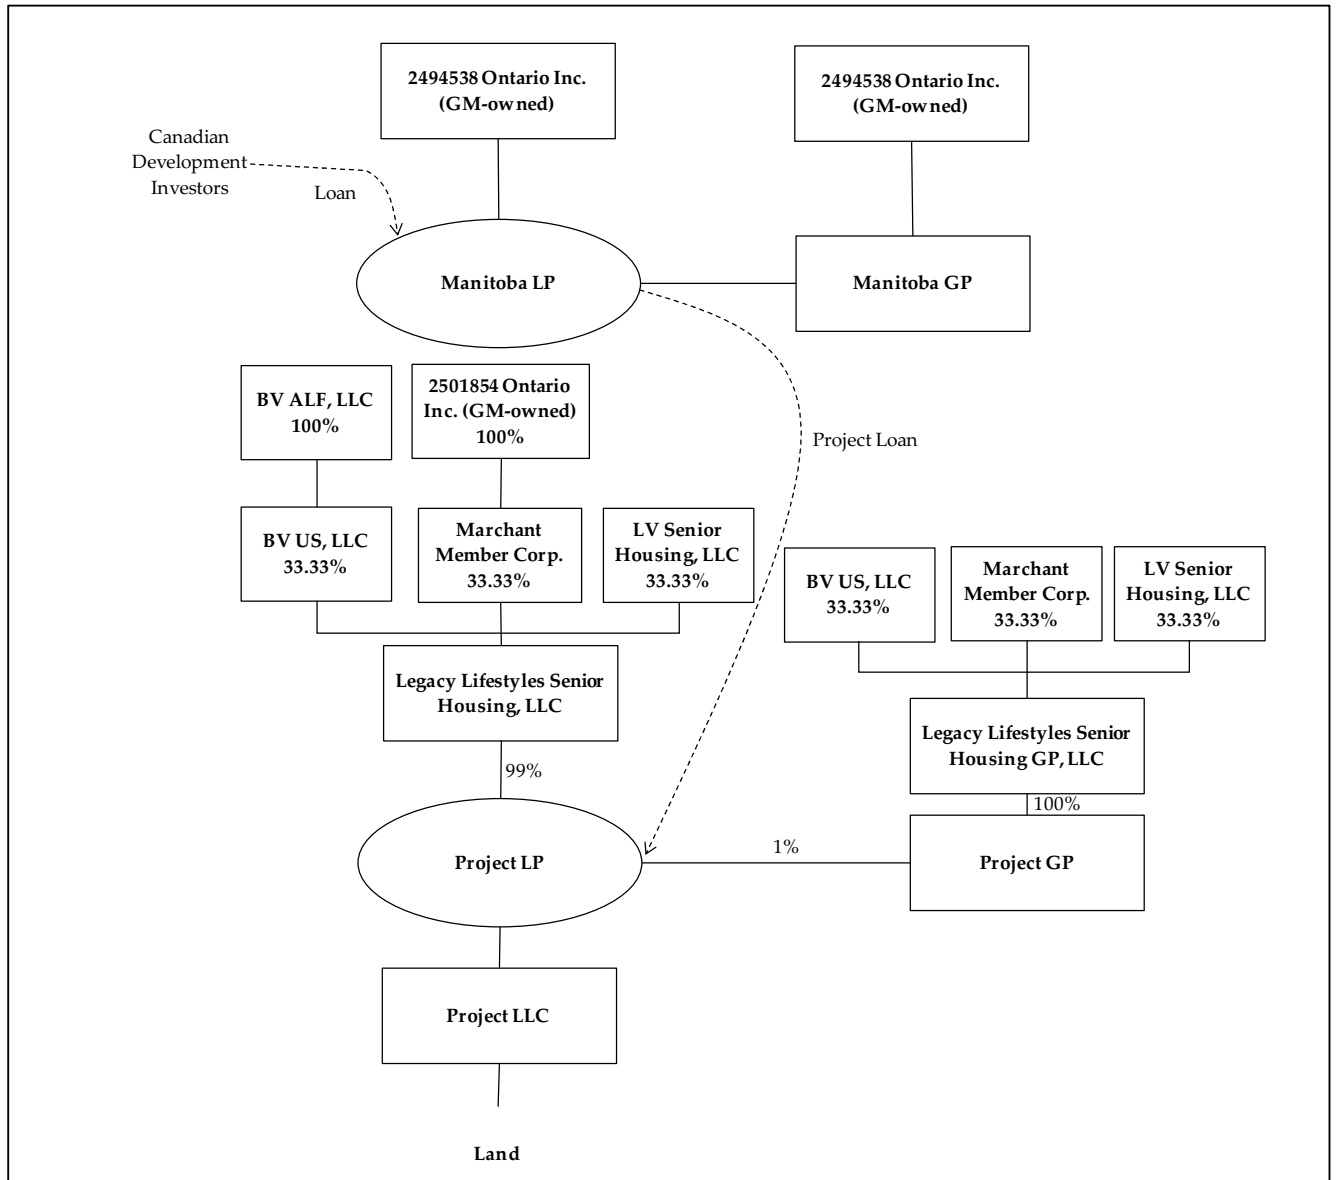 2494538 Ontario Inc.
(GM-owned)
2494538 Ontario Inc.
(GM-owned)
Canadian
Development
Investors
Loan
Manitoba LP
Manitoba GP
BV ALF, LLC
100%
2501854 Ontario
Inc. (GM-owned)
100%
Project Loan
BV US, LLC
33.33%
Marchant
Member Corp.
33.33%
LV Senior
Housing, LLC
33.33%
BV US, LLC
33.33%
Marchant
Member Corp.
33.33%
LV Senior
Housing, LLC
33.33%
Legacy Lifestyles Senior
Housing, LLC
Legacy Lifestyles Senior
Housing GP, LLC
99%
100%
Project LP
1%
Project GP
Project LLC
Land